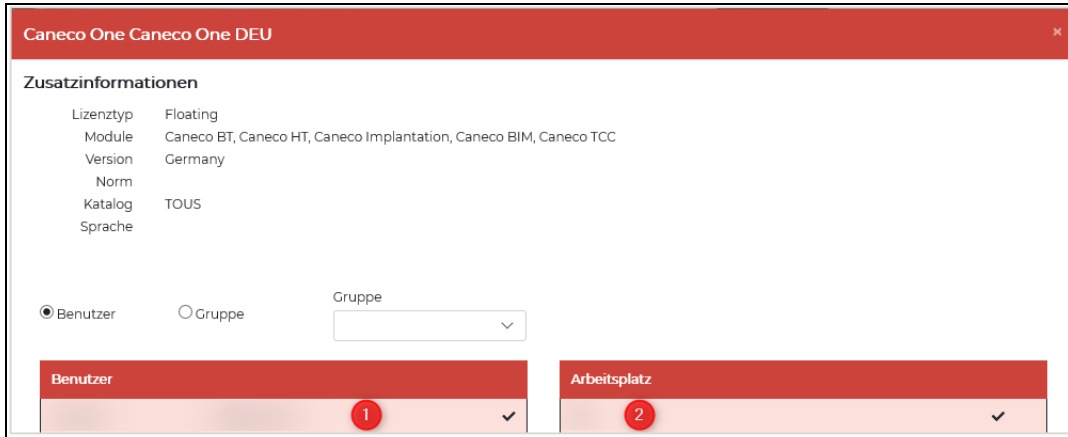 Caneco One Caneco One DEU ×
Zusatzinformationen
Lizenztyp Floating
Module Caneco BT, Caneco HT, Caneco Implantation, Caneco BIM, Caneco TCC
Version Germany
Norm
Katalog TOUS
Sprache
Gruppe
Benutzer Gruppe
Benutzer Arbeitsplatz
1 2